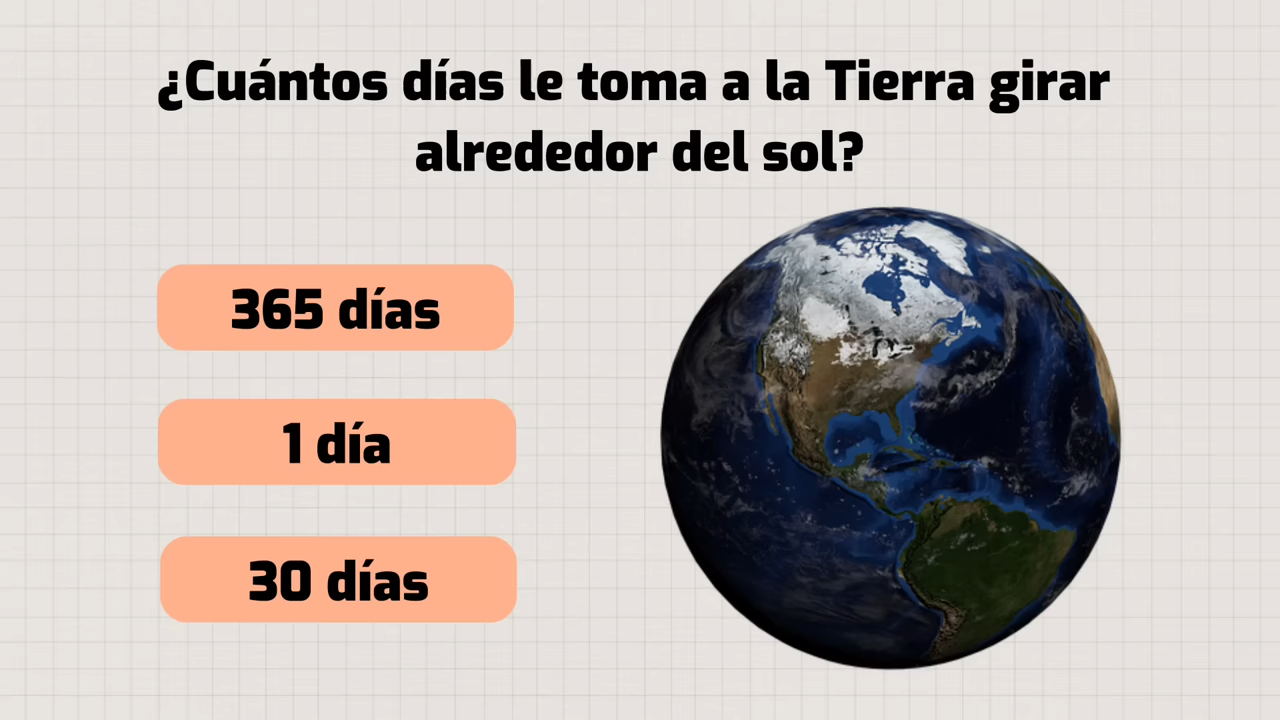 ¿Cuántos días le toma a la Tierra girar
alrededor del sol?
365 días
1 día
30 días